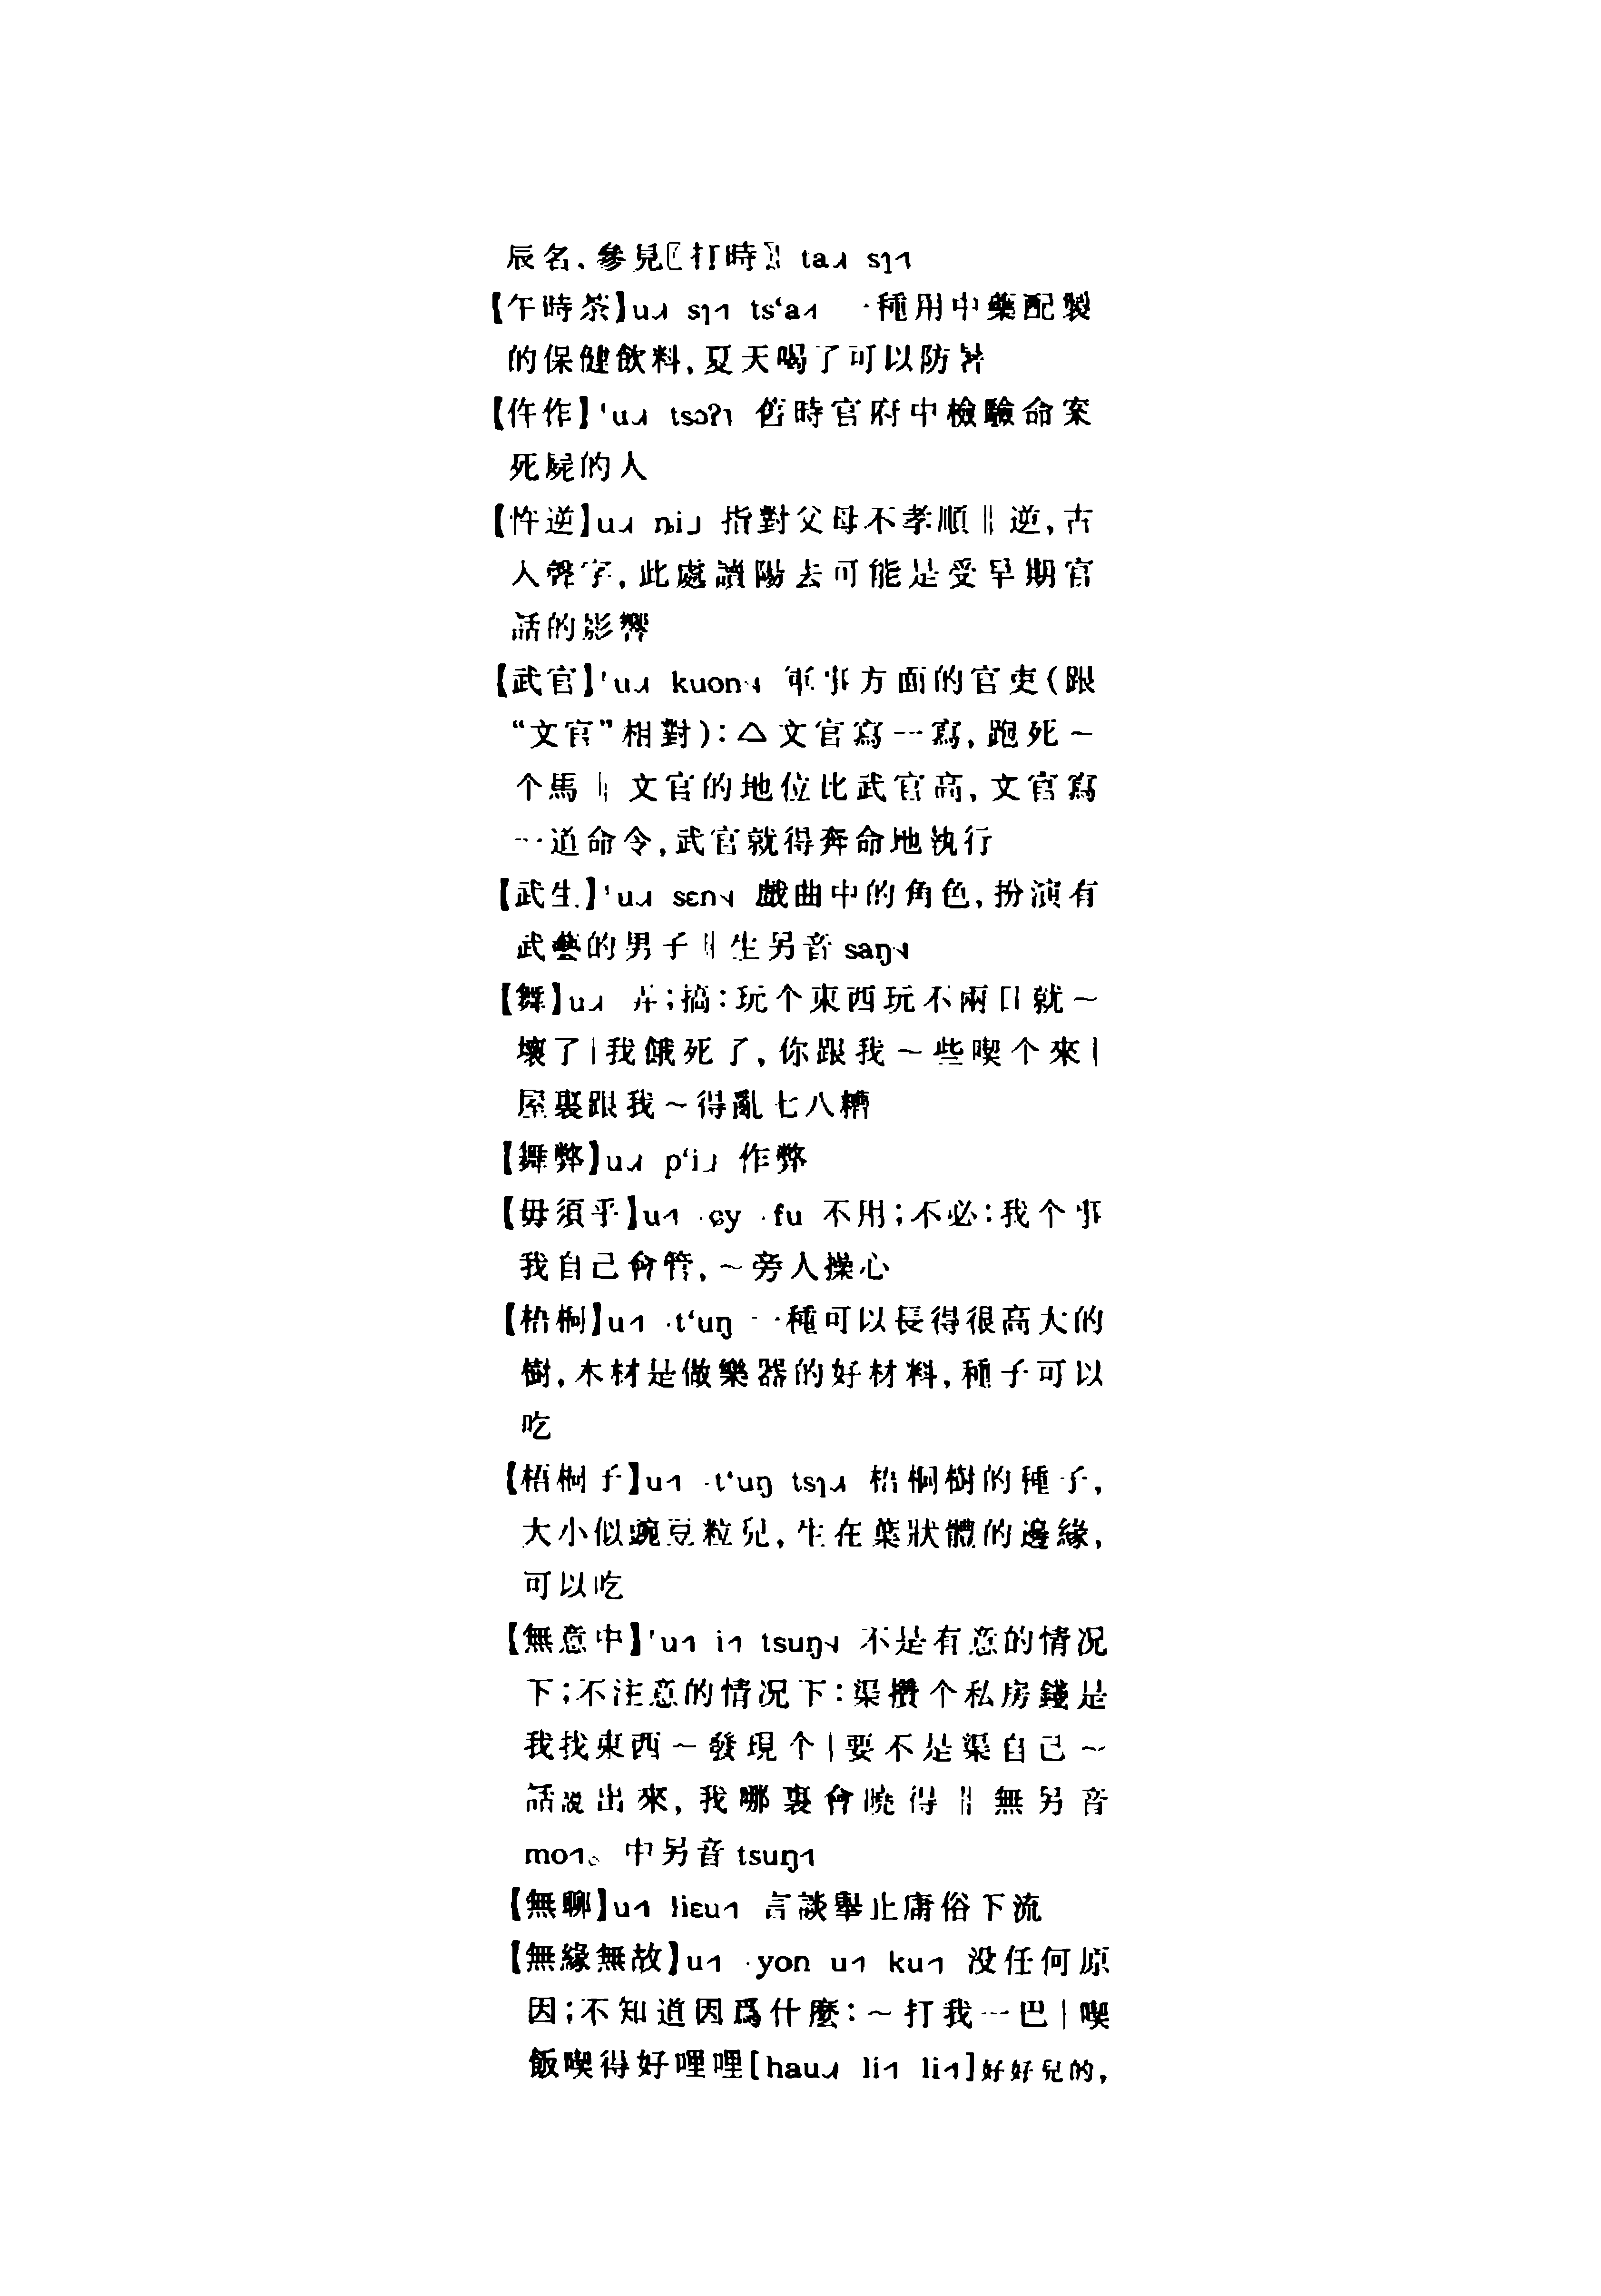 辰名,參見〖打時〗 taɹ sɿ˧
【午時茶】uɹ sɿ˧ ts‘a˧ 一種用中藥配製
的保健飲料,夏天喝了可以防暑
【仵作】'uɹ tsɔʔ˥ 舊時官府中檢驗命案
死屍的人
【忤逆】uɹ ȵi˩ 指對父母不孝順‖逆,古
入聲字,此處讀陽去可能是受早期官
話的影響
【武官】'uɹ kuon˧ 軍事方面的官吏(跟
“文官”相對):△文官寫一寫,跑死一
个馬‖文官的地位比武官高,文官寫
一道命令,武官就得奔命地執行
【武生】'uɹ sɛn˧ 戲曲中的角色,扮演有
武藝的男子‖生另音saŋ˧
【舞】uɹ 弄;搞:玩个東西玩不兩日就~
壞了|我餓死了,你跟我~些喫个來|
屋裏跟我~得亂七八糟
【舞弊】uɹ p‘i˩ 作弊
【毋須乎】u˧ ·ɕy ·fu 不用;不必:我个事
我自己會管,~旁人操心
【梧桐】u˧ ·t‘uŋ 一種可以長得很高大的
樹,木材是做樂器的好材料,種子可以
吃
【梧桐子】u˧ ·t‘uŋ tsɿɹ 梧桐樹的種子,
大小似豌豆粒兒,生在葉狀體的邊緣,
可以吃
【無意中】'u˧ i˧ tsuŋ˧ 不是有意的情况
下;不注意的情况下:渠攢个私房錢是
我找東西~發現个|要不是渠自己~
話説出來,我哪裏會曉得‖無另音
mo˧。中另音tsuŋ˧
【無聊】u˧ liɛu˧ 言談舉止庸俗下流
【無緣無故】u˧ ·yon u˧ ku˧ 没任何原
因;不知道因爲什麽:~打我一巴|喫
飯喫得好哩哩[hauɹ li˧ li˧]好好兒的,